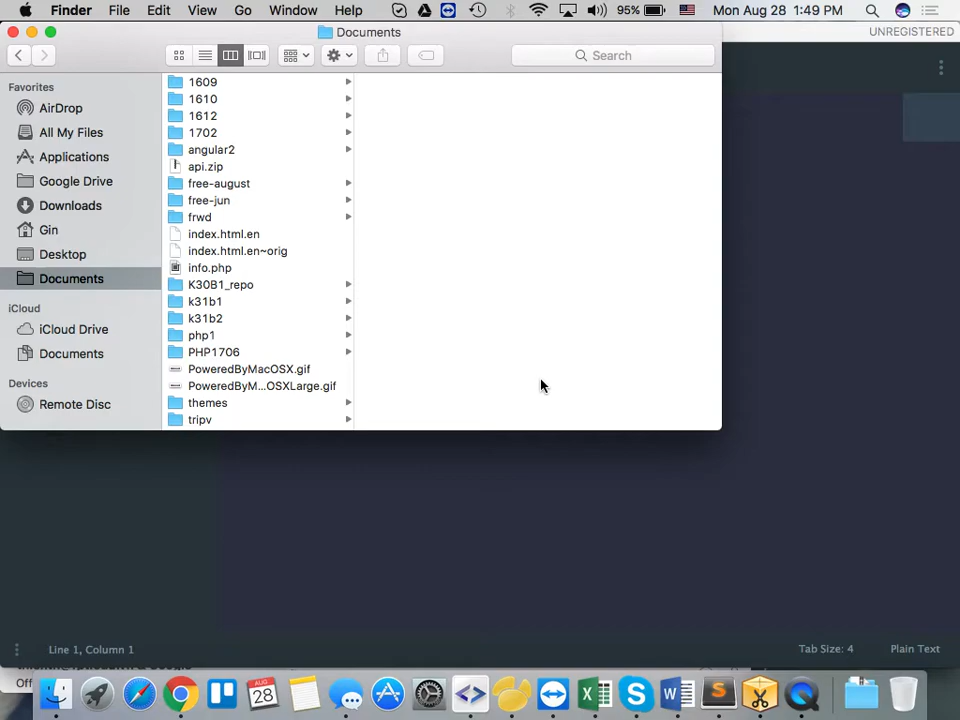 Finder File Edit View Go Window Help 95% Mon Aug 28 1:49 PM
Documents
UNREGISTERED
Search
Favorites
AirDrop
All My Files
Applications
Google Drive
Downloads
Gin
Desktop
Documents
iCloud
iCloud Drive
Documents
Devices
Remote Disc
1609
1610
1612
1702
angular2
api.zip
free-august
free-jun
frwd
index.html.en
index.html.en~orig
info.php
K30B1_repo
k31b1
k31b2
php1
PHP1706
PoweredByMacOSX.gif
PoweredByM...OSXLarge.gif
themes
tripv
Line 1, Column 1
Tab Size: 4 Plain Text
Off
AUG
28